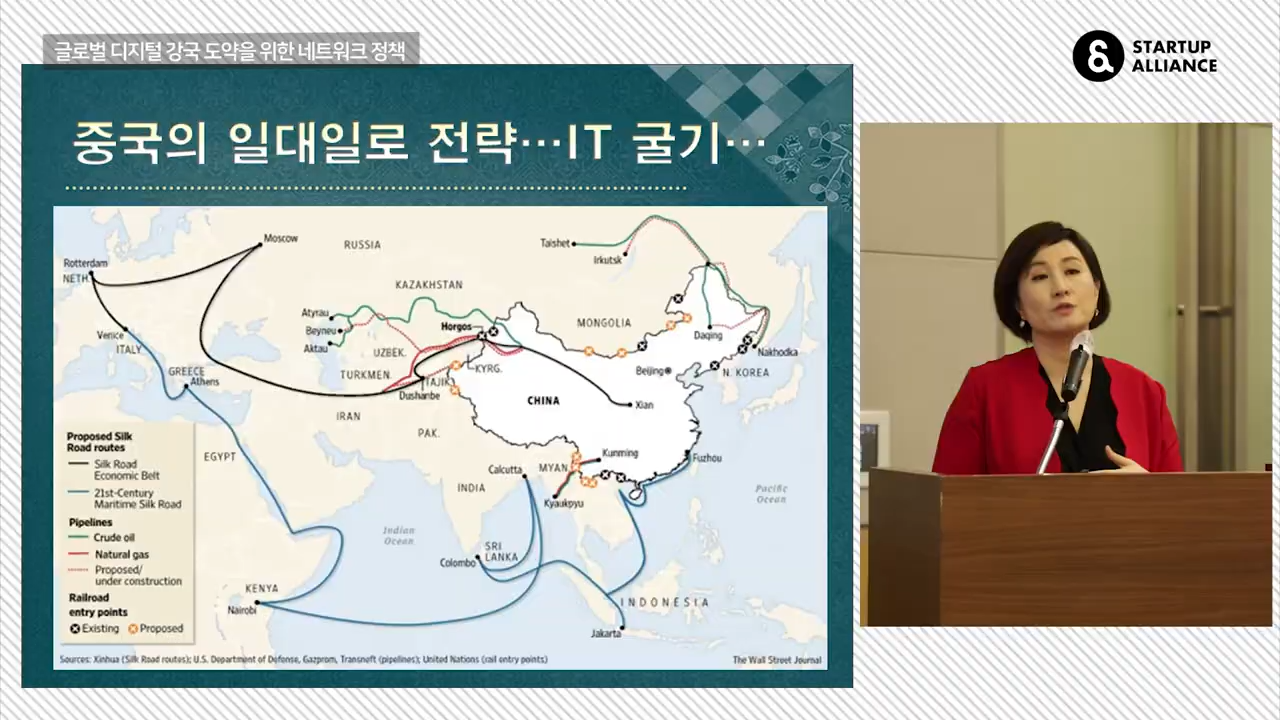 글로벌 디지털 강국 도약을 위한 네트워크 정책
STARTUP
ALLIANCE
중국의 일대일로 전략…IT 굴기…
Moscow
RUSSIA
Taishet
Irkutsk
Rotterdam
NETH.
KAZAKHSTAN
Atyrau
Beyneu
Aktau
Horgos
MONGOLIA
Daqing
Nakhodka
Venice
ITALY
UZBEK.
KYRG.
Beijing
N. KOREA
GREECE
Athens
TURKMEN.
TAJIK.
Dushanbe
CHINA
Xian
IRAN
PAK.
Proposed Silk
Road routes
Silk Road
Economic Belt
21st-Century
Maritime Silk Road
Pipelines
Crude oil
Natural gas
Proposed/
under construction
Railroad
entry points
Existing
Proposed
EGYPT
Calcutta
MYAN.
Kunming
Fuzhou
INDIA
Kyaukpyu
Pacific
Ocean
Indian
Ocean
SRI
LANKA
Colombo
KENYA
Nairobi
INDONESIA
Jakarta
Sources: Xinhua (Silk Road routes); U.S. Department of Defense, Gazprom, Transneft (pipelines); United Nations (rail entry points)
The Wall Street Journal